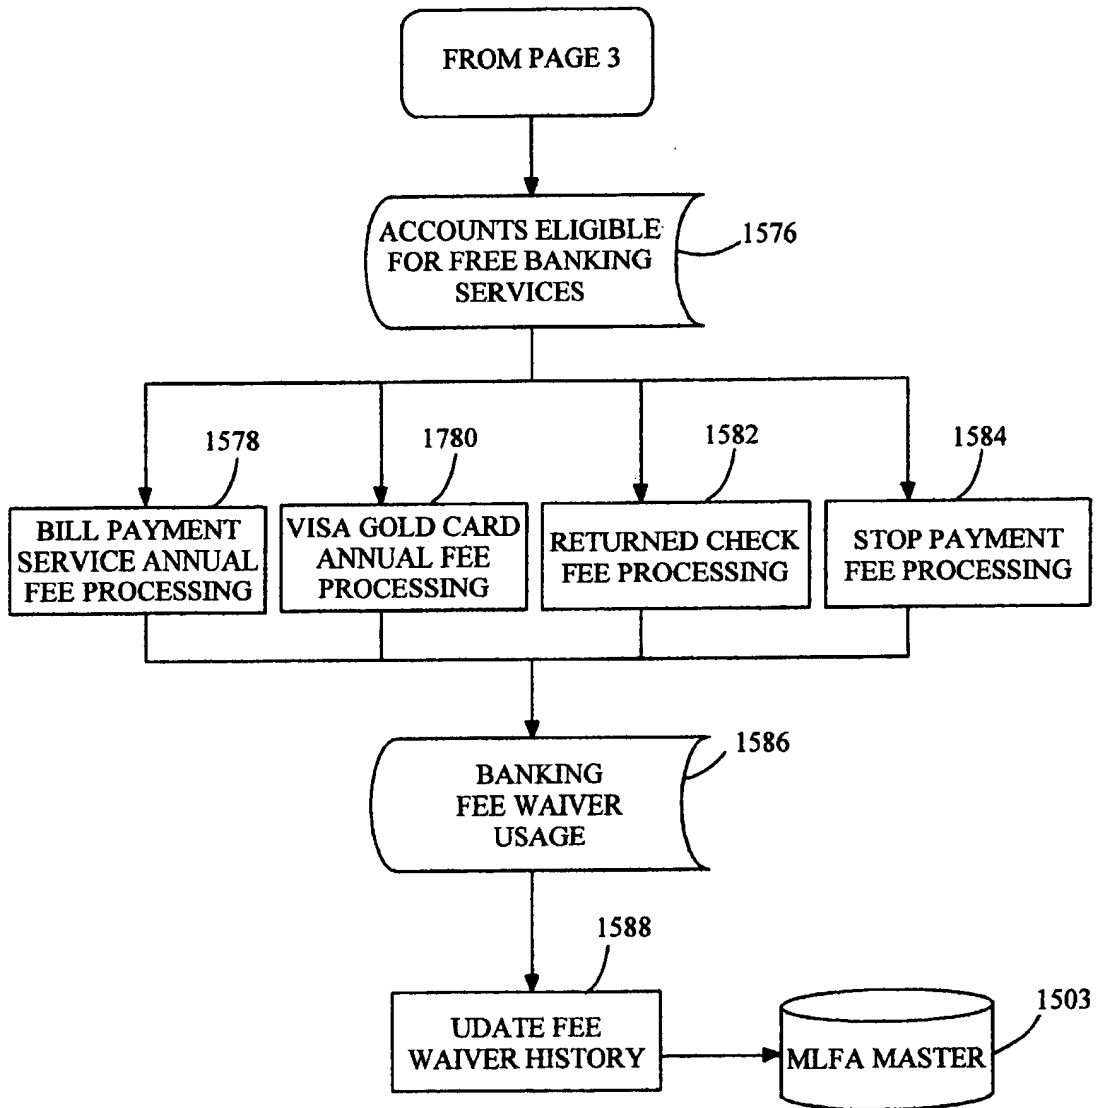 FROM PAGE 3
ACCOUNTS ELIGIBLE
FOR FREE BANKING
SERVICES
1576
1578
1780
1582
1584
BILL PAYMENT
SERVICE ANNUAL
FEE PROCESSING
VISA GOLD CARD
ANNUAL FEE
PROCESSING
RETURNED CHECK
FEE PROCESSING
STOP PAYMENT
FEE PROCESSING
BANKING
FEE WAIVER
USAGE
1586
1588
UDATE FEE
WAIVER HISTORY
MLFA MASTER
1503